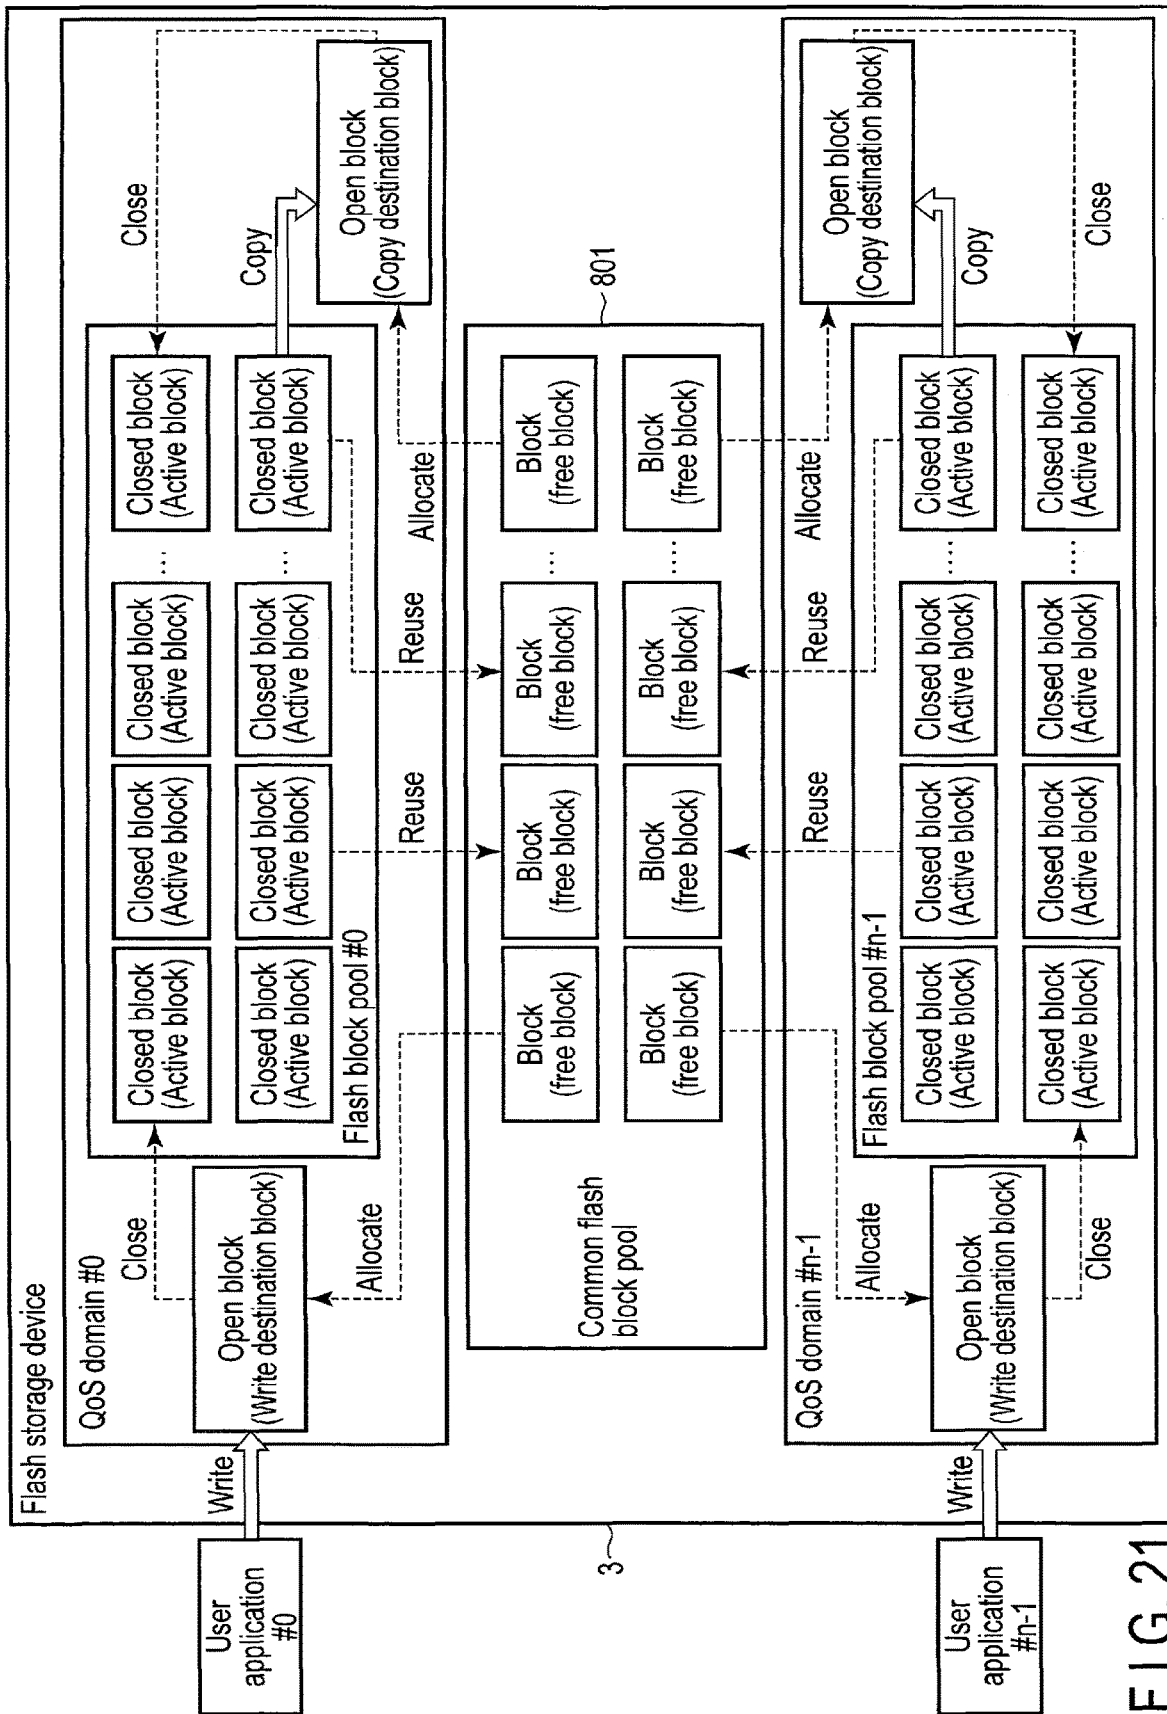 Flash storage device
QoS domain #0
Close
Close
Closed block
(Active block)
Closed block
(Active block)
Closed block
(Active block)
....
Closed block
(Active block)
Copy
User
application
#0
Write
Open block
(Write destination block)
Closed block
(Active block)
Closed block
(Active block)
Closed block
(Active block)
....
Closed block
(Active block)
Open block
(Copy destination block)
Flash block pool #0
Allocate
Reuse
Reuse
Allocate
801
Block
(free block)
Block
(free block)
Block
(free block)
....
Block
(free block)
3
Common flash
block pool
Block
(free block)
Block
(free block)
Block
(free block)
....
Block
(free block)
QoS domain #n-1
Allocate
Reuse
Reuse
Allocate
Flash block pool #n-1
Open block
(Copy destination block)
User
application
#n-1
Write
Open block
(Write destination block)
Closed block
(Active block)
Closed block
(Active block)
Closed block
(Active block)
....
Closed block
(Active block)
Copy
Closed block
(Active block)
Closed block
(Active block)
Closed block
(Active block)
....
Closed block
(Active block)
Close
Close
FIG. 21